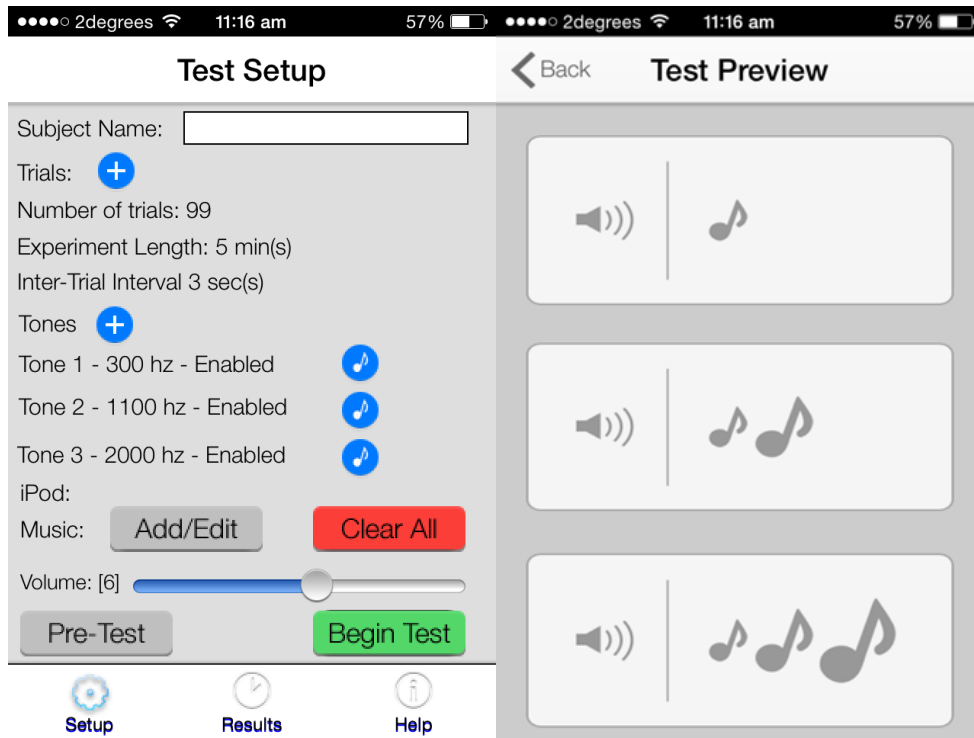 2degrees 11:16 am 57%
Test Setup
Subject Name:
Trials:
Number of trials: 99
Experiment Length: 5 min(s)
Inter-Trial Interval 3 sec(s)
Tones
Tone 1 - 300 hz - Enabled
Tone 2 - 1100 hz - Enabled
Tone 3 - 2000 hz - Enabled
iPod:
Music: Add/Edit Clear All
Volume: [6]
Pre-Test Begin Test
Setup Results Help
2degrees 11:16 am 57%
Back Test Preview